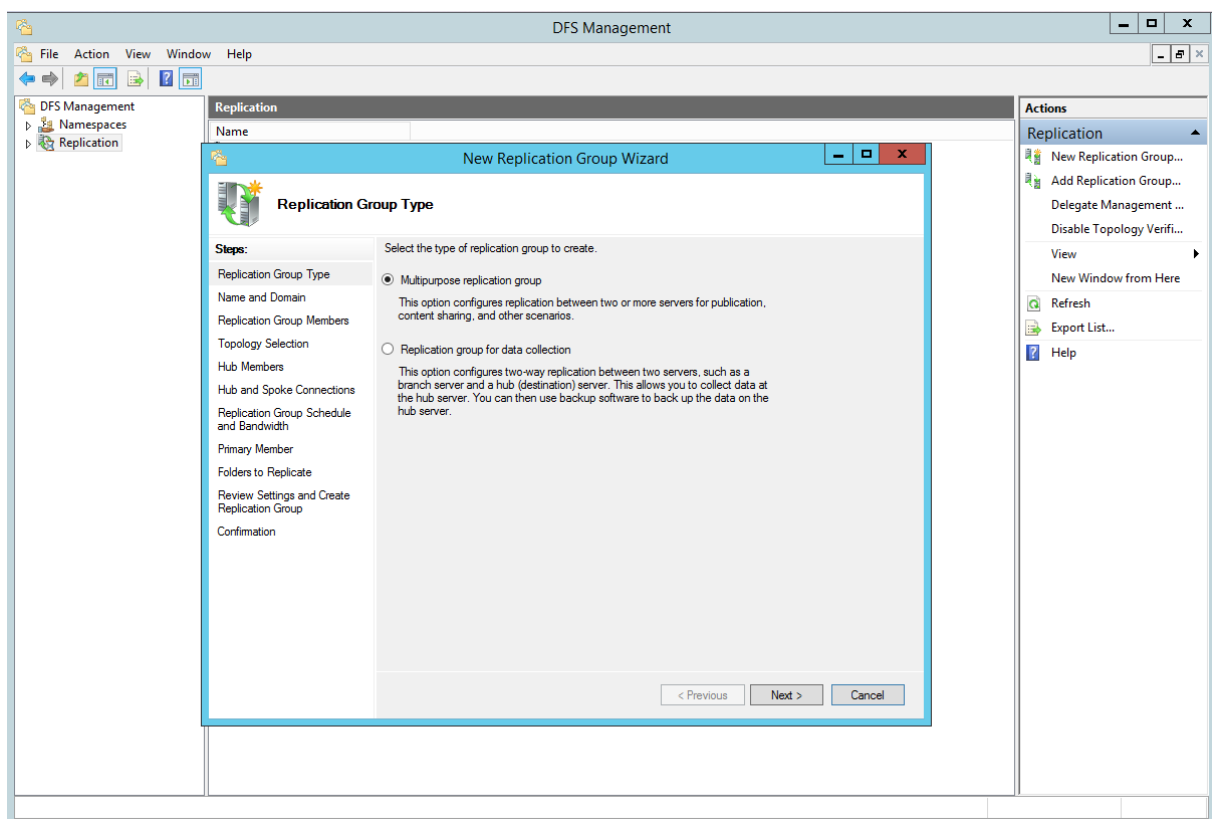 DFS Management
File Action View Window Help
DFS Management
Namespaces
Replication
Replication
Name
New Replication Group Wizard
Replication Group Type
Steps:
Replication Group Type
Name and Domain
Replication Group Members
Topology Selection
Hub Members
Hub and Spoke Connections
Replication Group Schedule
and Bandwidth
Primary Member
Folders to Replicate
Review Settings and Create
Replication Group
Confirmation
Select the type of replication group to create.
Multipurpose replication group
This option configures replication between two or more servers for publication,
content sharing, and other scenarios.
Replication group for data collection
This option configures two-way replication between two servers, such as a
branch server and a hub (destination) server. This allows you to collect data at
the hub server. You can then use backup software to back up the data on the
hub server.
< Previous Next > Cancel
Actions
Replication
New Replication Group...
Add Replication Group...
Delegate Management ...
Disable Topology Verifi...
View
New Window from Here
Refresh
Export List...
Help